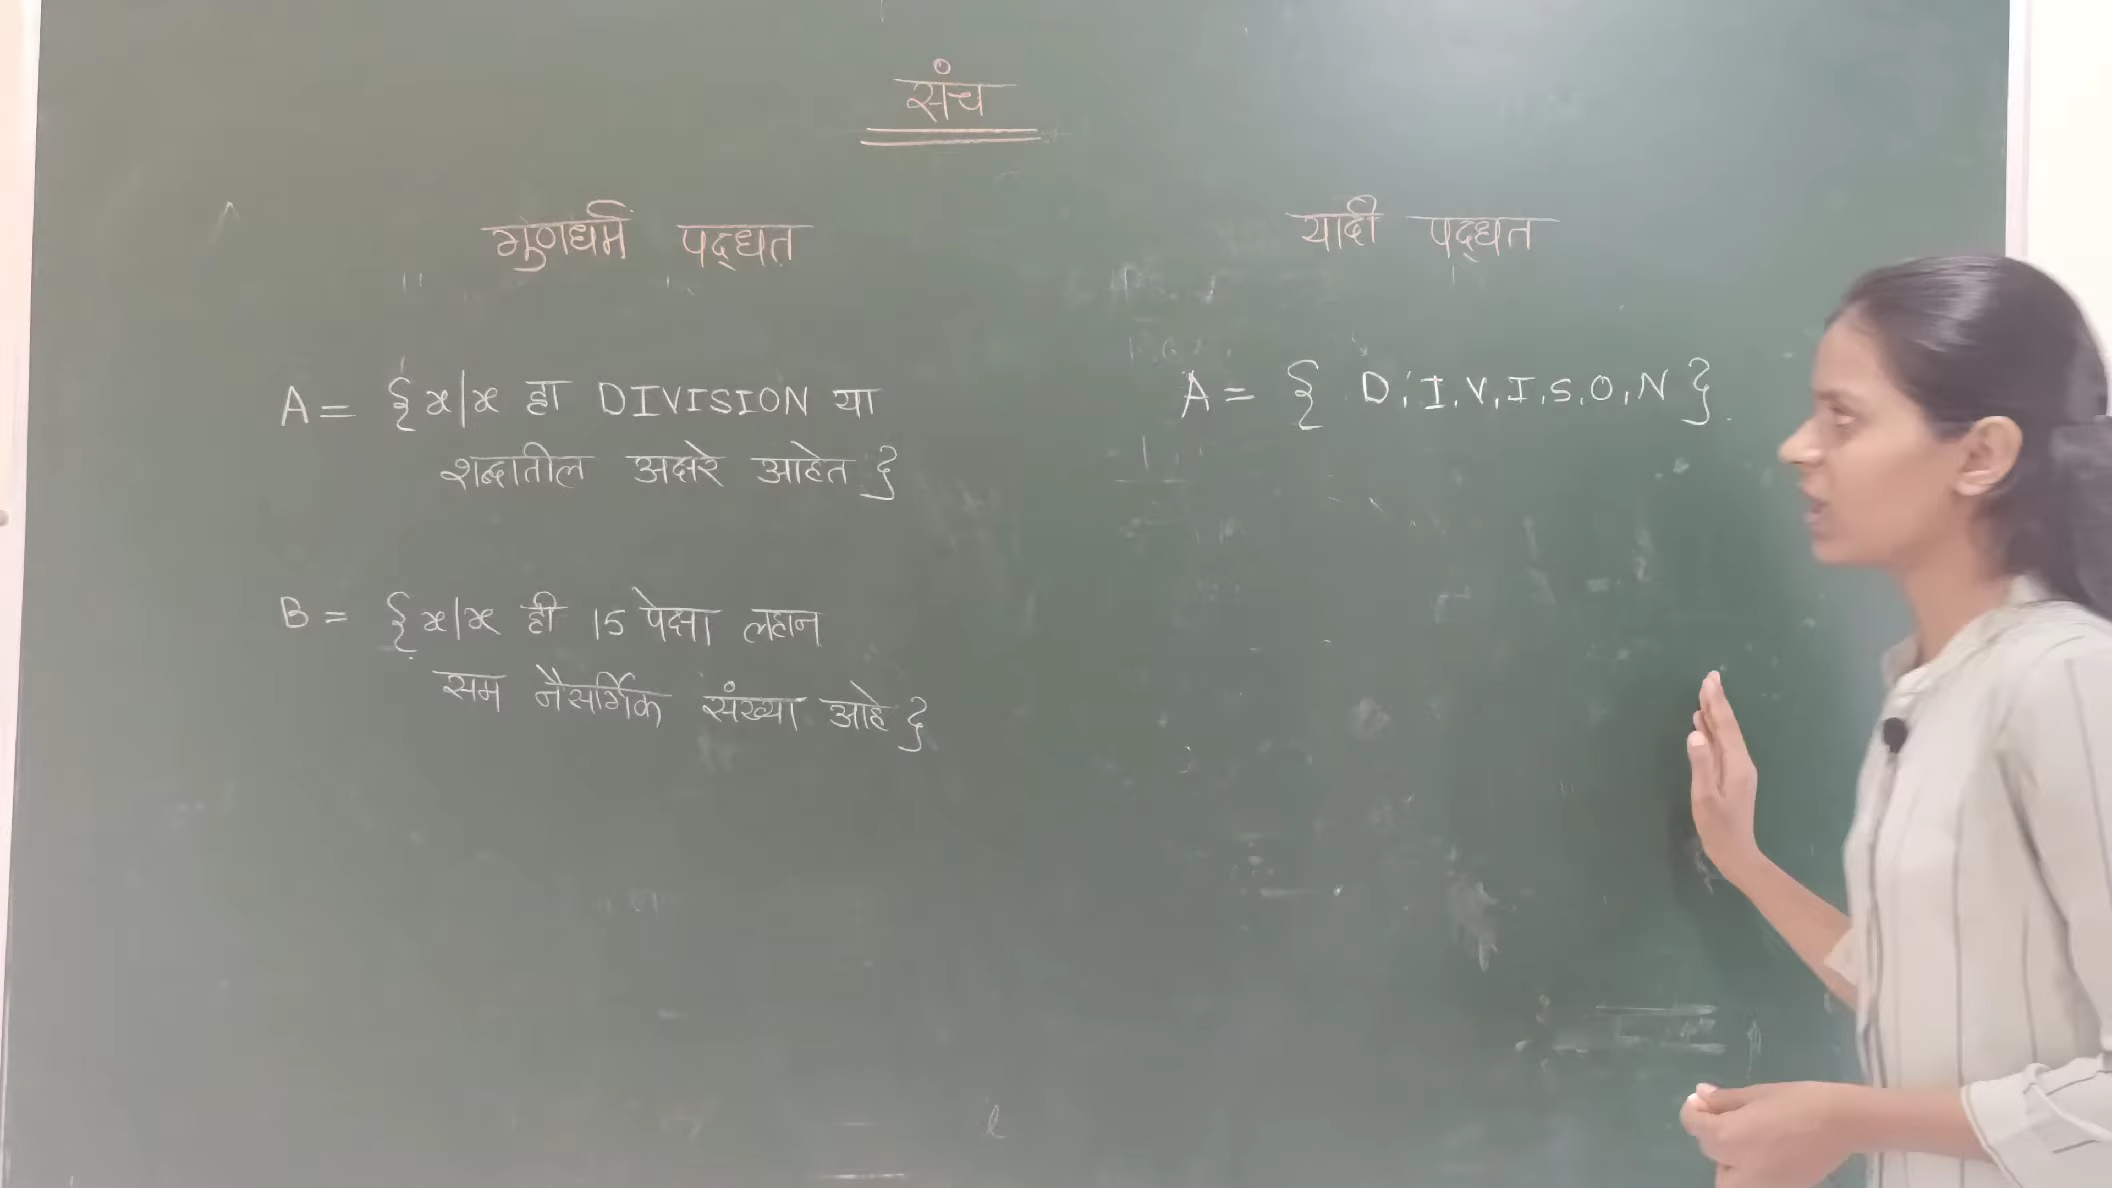 संच
गुणधर्म पद्धत
यादी पद्धत
A = {x/x हा DIVISION या
शब्दातील अक्षरे आहेत }
A = { D, I, V, I, S, O, N }.
B = {x/x ही 15 पेक्षा लहान
सम नैसर्गिक संख्या आहे }